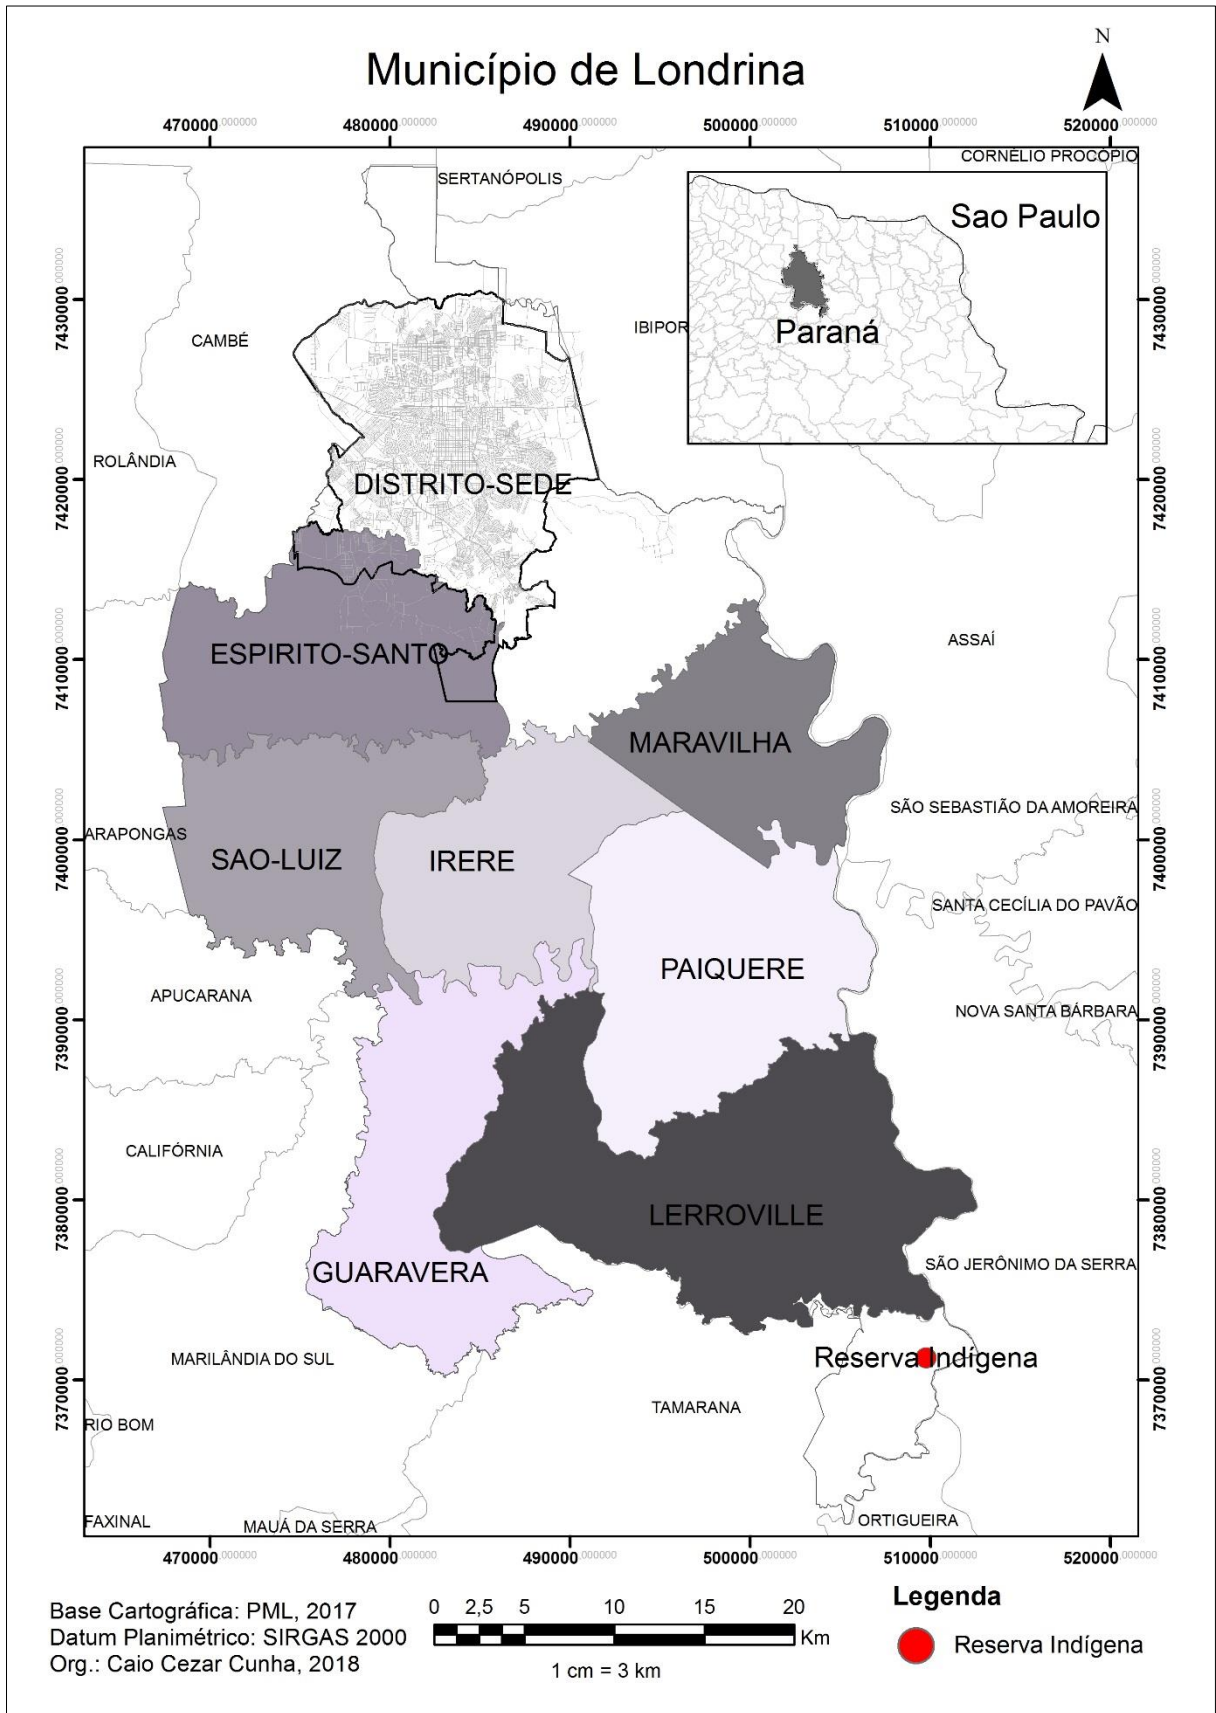 N
Município de Londrina
470000,000000 480000,000000 490000,000000 500000,000000 510000,000000 520000,000000
CORNÉLIO PROCÓPIO
SERTANÓPOLIS
Sao Paulo
7430000,000000
7430000,000000
CAMBÉ
IBIPOR
Paraná
ROLÂNDIA
DISTRITO-SEDE
7420000,000000
7420000,000000
ESPIRITO-SANTO
ASSAÍ
7410000,000000
7410000,000000
MARAVILHA
SÃO SEBASTIÃO DA AMOREIRA
ARAPONGAS
7400000,000000
7400000,000000
SAO-LUIZ
IRERE
SANTA CECÍLIA DO PAVÃO
PAIQUERE
APUCARANA
NOVA SANTA BÁRBARA
7390000,000000
7390000,000000
CALIFÓRNIA
LERROVILLE
7380000,000000
7380000,000000
SÃO JERÔNIMO DA SERRA
GUARAVERA
MARILÂNDIA DO SUL
Reserva Indígena
7370000,000000
7370000,000000
TAMARANA
RIO BOM
FAXINAL
MAUÁ DA SERRA
ORTIGUEIRA
470000,000000 480000,000000 490000,000000 500000,000000 510000,000000 520000,000000
Base Cartográfica: PML, 2017
Datum Planimétrico: SIRGAS 2000
Org.: Caio Cezar Cunha, 2018
0 2,5 5 10 15 20
Km
1 cm = 3 km
Legenda
Reserva Indígena